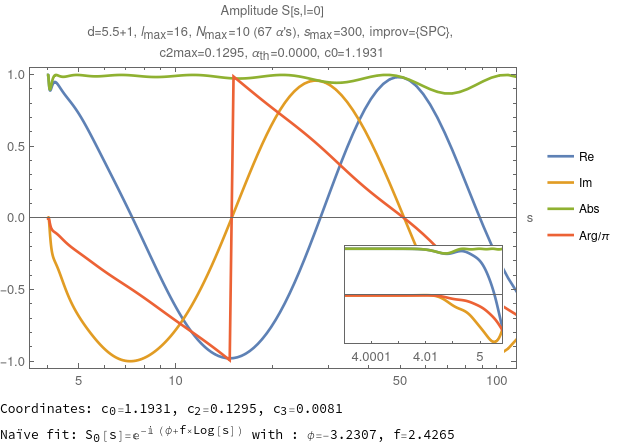 Amplitude S[s,l=0]
d=5.5+1, lmax=16, Nmax=10 (67 α's), smax=300, improv={SPC},
c2max=0.1295, αth=0.0000, c0=1.1931
1.0
0.5
0.0
-0.5
-1.0
5
10
50
100
s
Re
Im
Abs
Arg/π
4.0001
4.01
5
Coordinates: c0=1.1931, c2=0.1295, c3=0.0081
Naïve fit: S0[s]=e^-i (ϕ+f×Log[s]) with : ϕ=-3.2307, f=2.4265